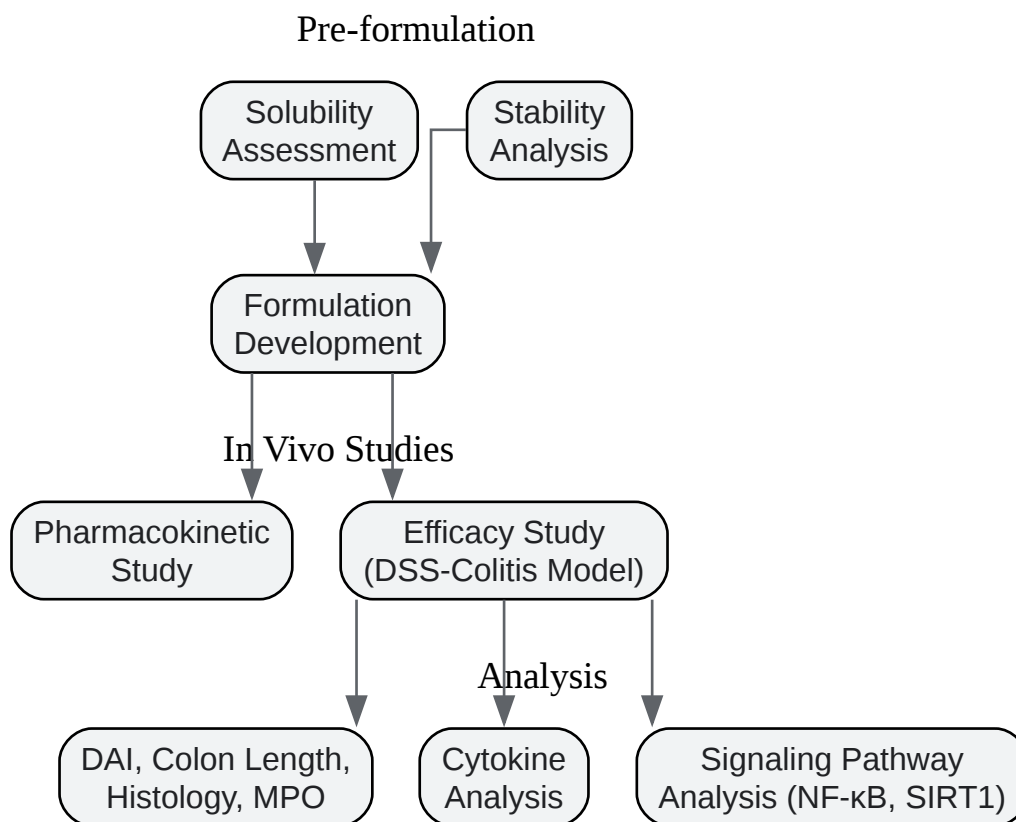 Pre-formulation
Solubility
Assessment
Stability
Analysis
Formulation
Development
In Vivo Studies
Pharmacokinetic
Study
Efficacy Study
(DSS-Colitis Model)
Analysis
DAI, Colon Length,
Histology, MPO
Cytokine
Analysis
Signaling Pathway
Analysis (NF-κB, SIRT1)